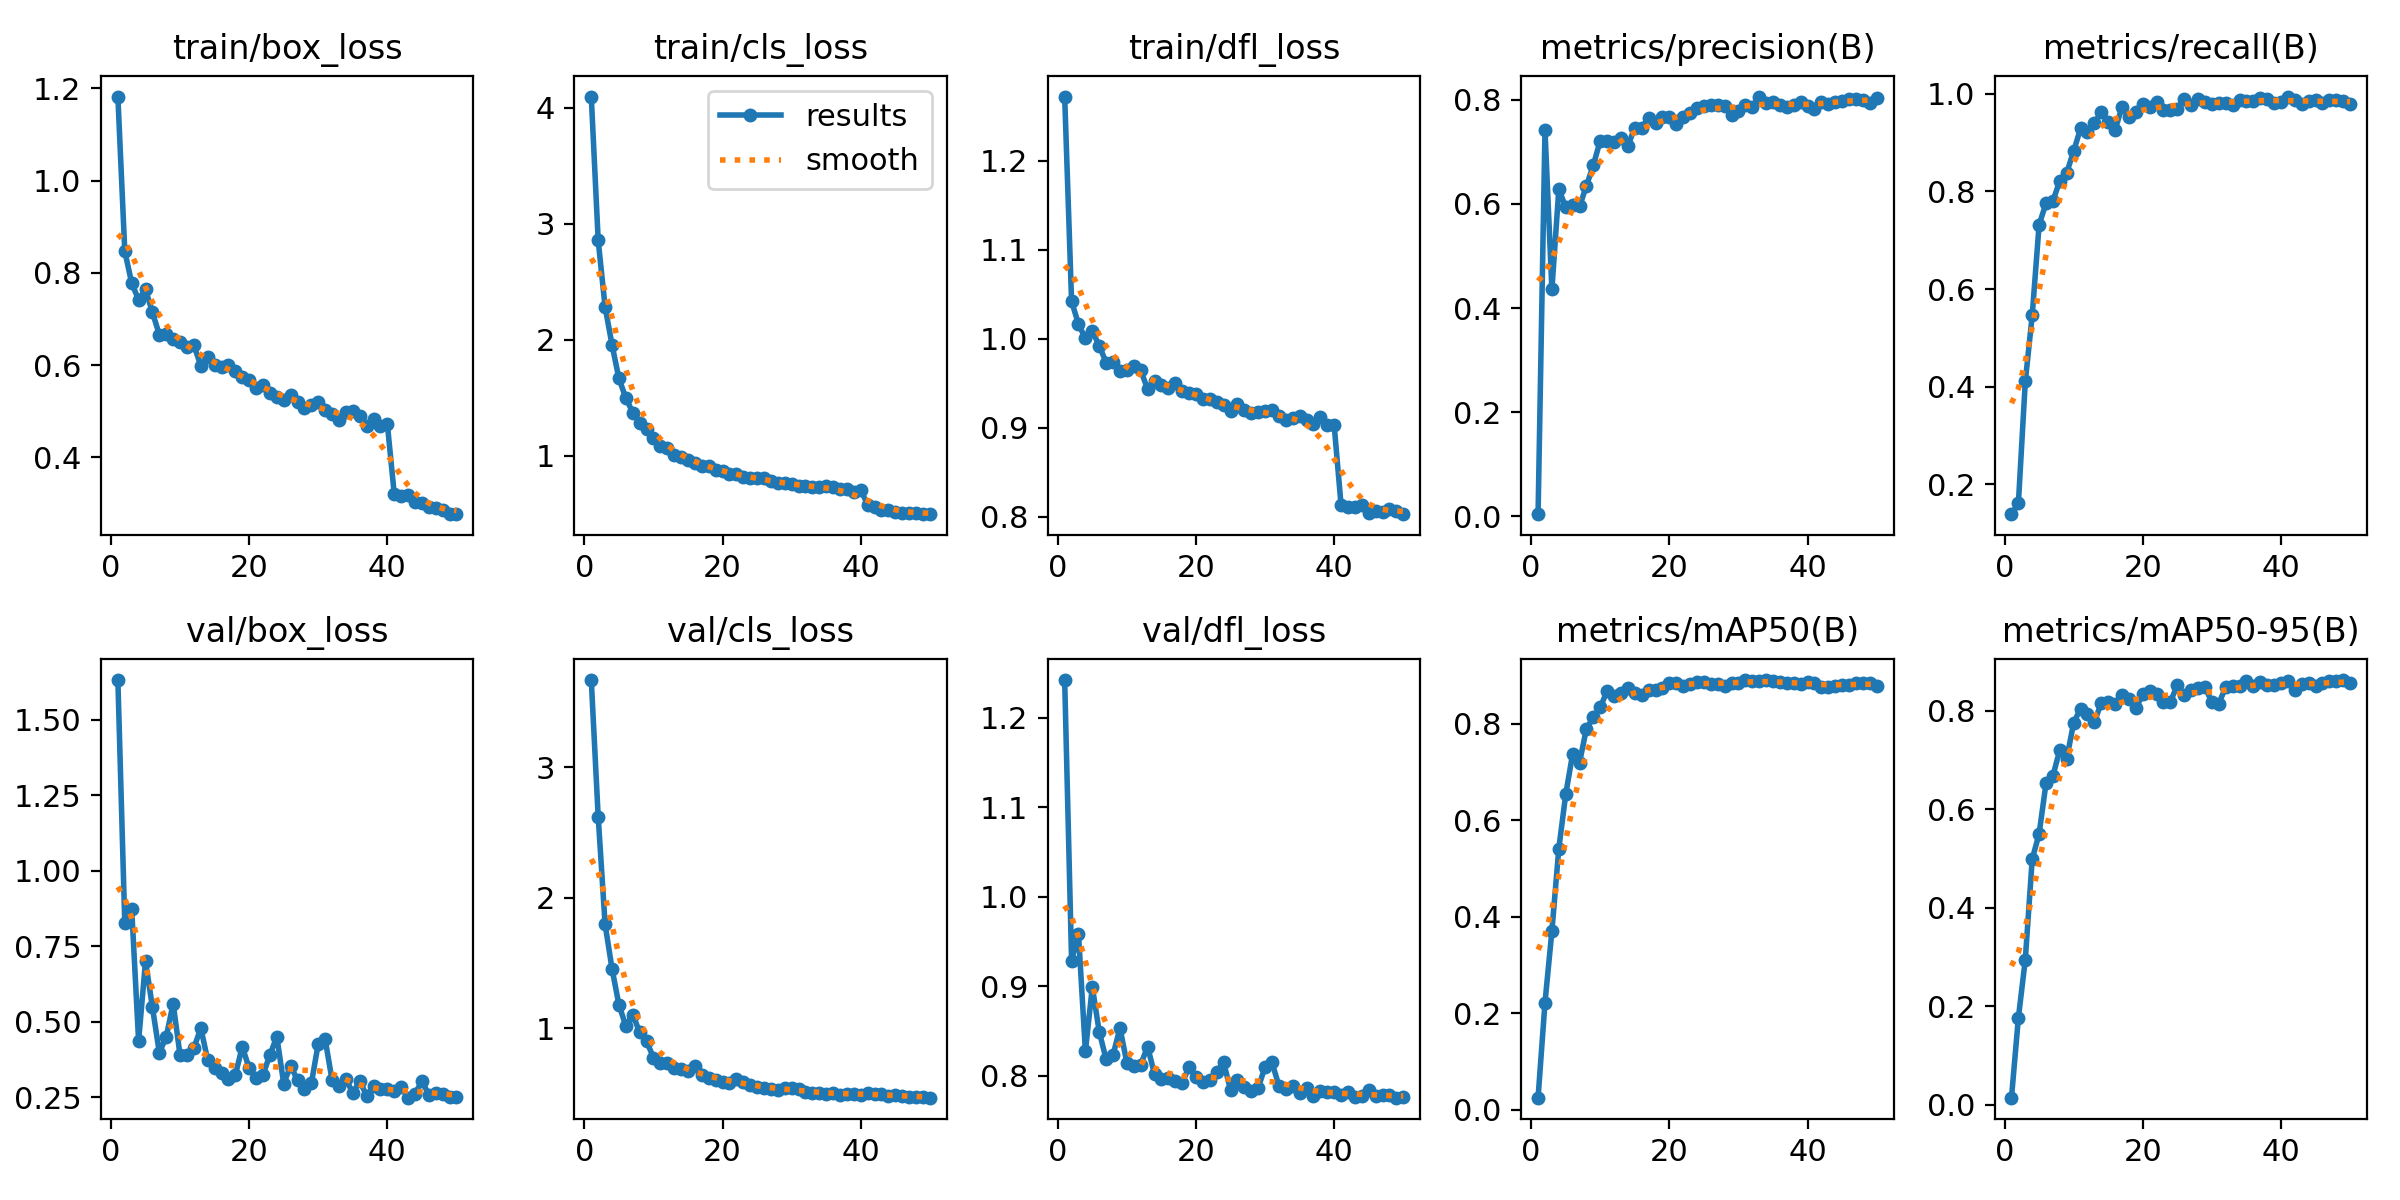 train/box_loss
1.2
1.0
0.8
0.6
0.4
0 20 40
train/cls_loss
results
smooth
4
3
2
1
0 20 40
train/dfl_loss
1.2
1.1
1.0
0.9
0.8
0 20 40
metrics/precision(B)
0.8
0.6
0.4
0.2
0.0
0 20 40
metrics/recall(B)
1.0
0.8
0.6
0.4
0.2
0 20 40
val/box_loss
1.50
1.25
1.00
0.75
0.50
0.25
0 20 40
val/cls_loss
3
2
1
0 20 40
val/dfl_loss
1.2
1.1
1.0
0.9
0.8
0 20 40
metrics/mAP50(B)
0.8
0.6
0.4
0.2
0.0
0 20 40
metrics/mAP50-95(B)
0.8
0.6
0.4
0.2
0.0
0 20 40